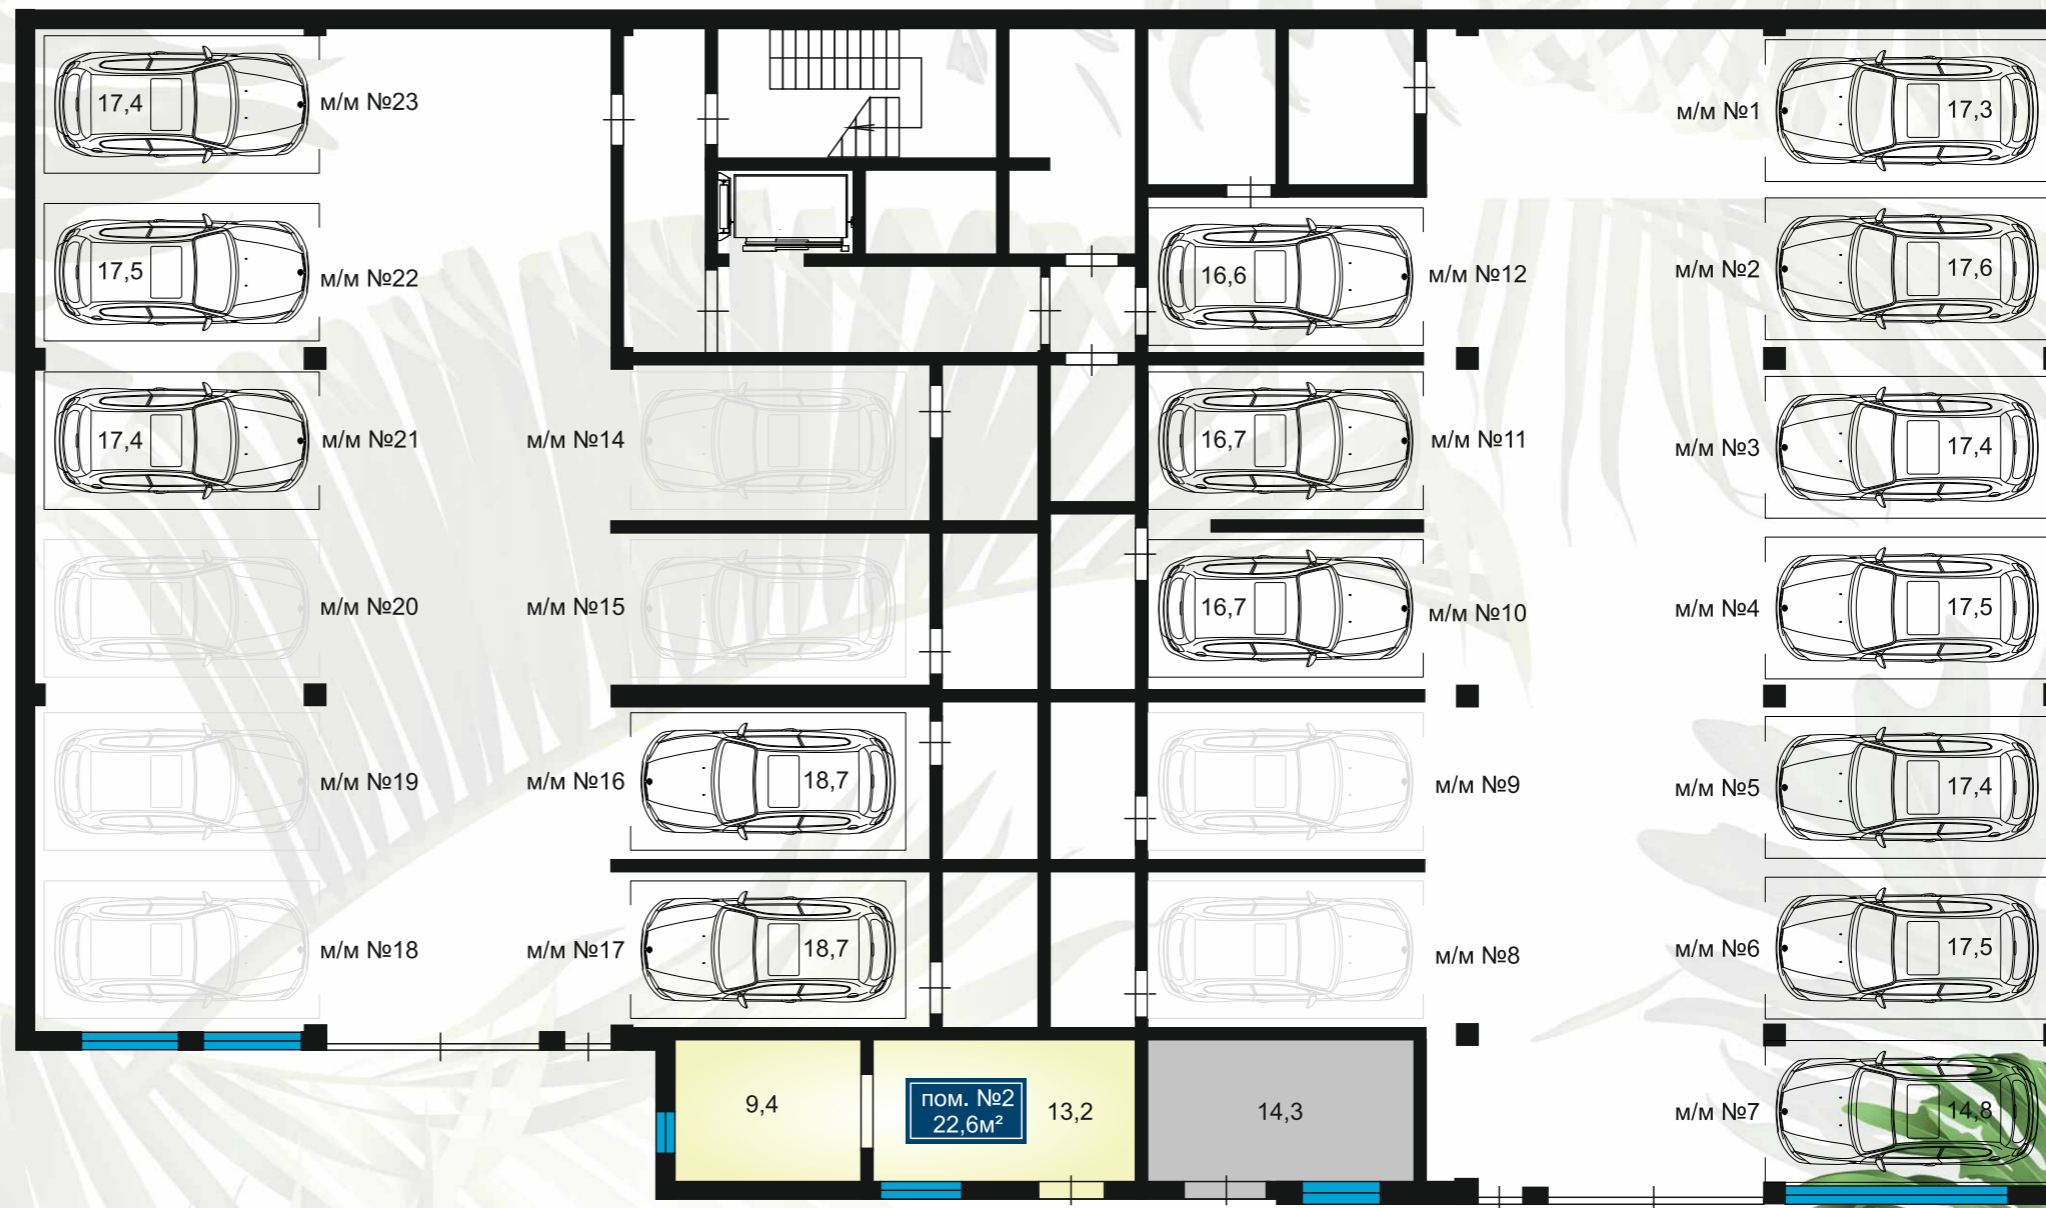 17,4 м/м №23
м/м №1 17,3
17,5 м/м №22
16,6 м/м №12
м/м №2 17,6
17,4 м/м №21
м/м №14
16,7 м/м №11
м/м №3 17,4
м/м №20
м/м №15
16,7 м/м №10
м/м №4 17,5
м/м №19
м/м №16 18,7
м/м №9
м/м №5 17,4
м/м №18
м/м №17 18,7
м/м №8
м/м №6 17,5
9,4
пом. №2
22,6м²
13,2
14,3
м/м №7 14,8